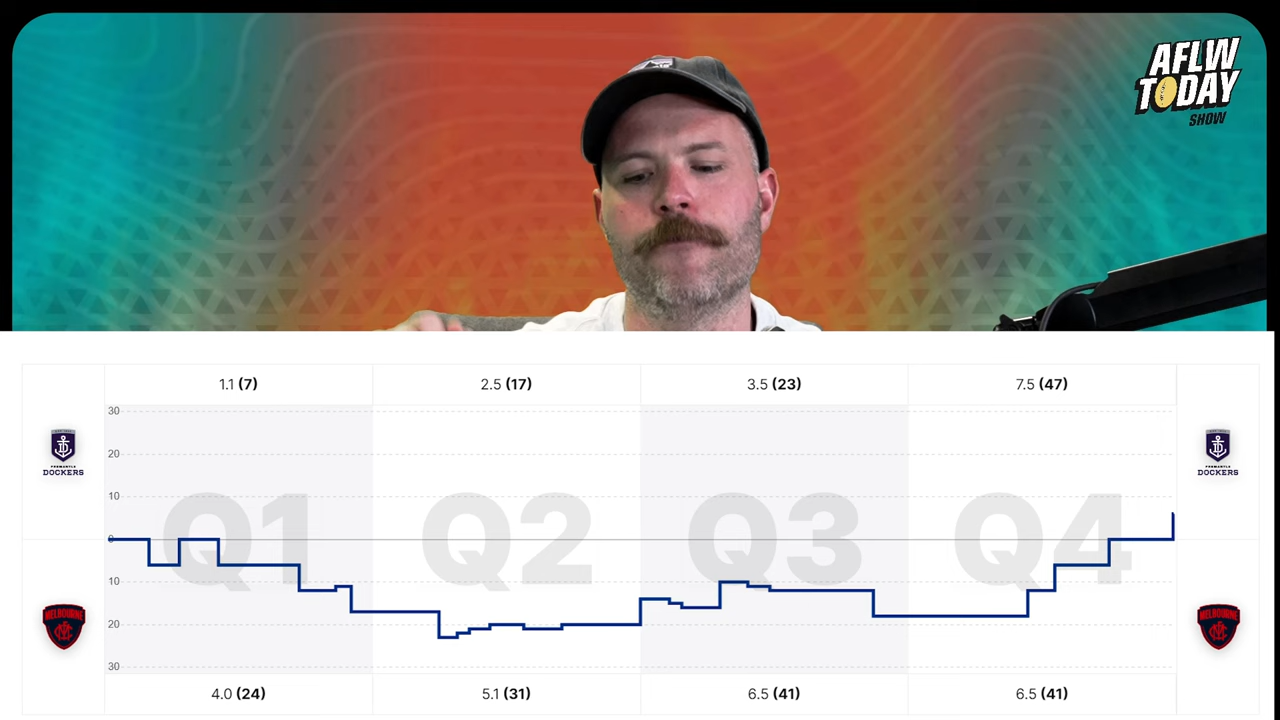 AFLW
TODAY
SHOW
1.1 (7)
2.5 (17)
3.5 (23)
7.5 (47)
30
20
10
0
10
20
30
Q1
Q2
Q3
Q4
FREMANTLE
DOCKERS
FREMANTLE
DOCKERS
MELBOURNE
MELBOURNE
4.0 (24)
5.1 (31)
6.5 (41)
6.5 (41)